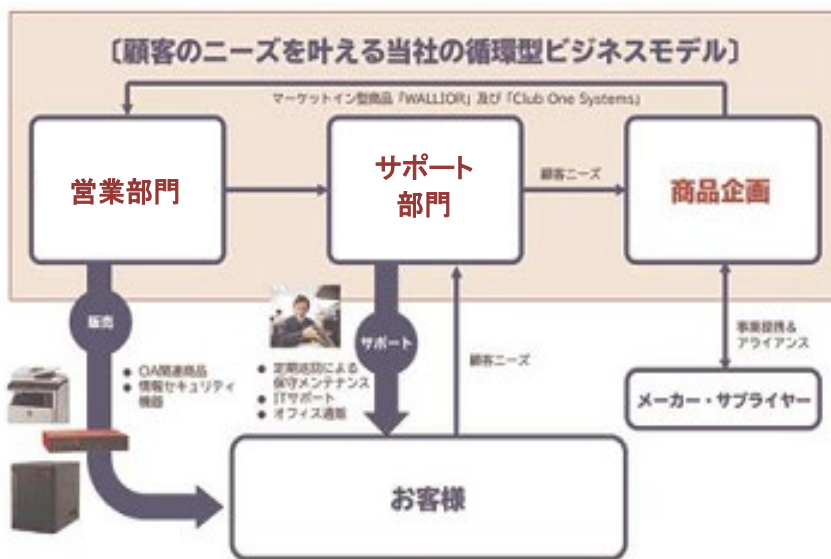 〔顧客のニーズを叶える当社の循環型ビジネスモデル〕
マーケットイン型商品「WALLIOR」及び「Club One Systems」
営業部門
サポート
部門
顧客ニーズ
商品企画
販売
サポート
● OA関連商品
● 情報セキュリティ
機器
● 定期巡回による
保守メンテナンス
● ITサポート
● オフィス通販
顧客ニーズ
事業提携&
アライアンス
メーカー・サプライヤー
お客様